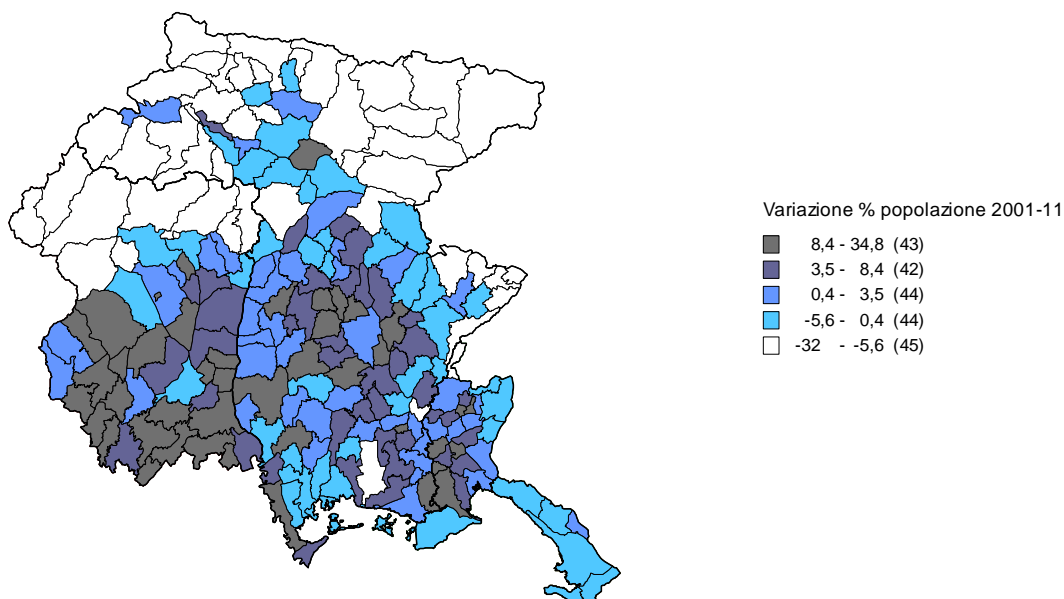 Variazione % popolazione 2001-11
8,4 - 34,8 (43)
3,5 - 8,4 (42)
0,4 - 3,5 (44)
-5,6 - 0,4 (44)
-32 - -5,6 (45)